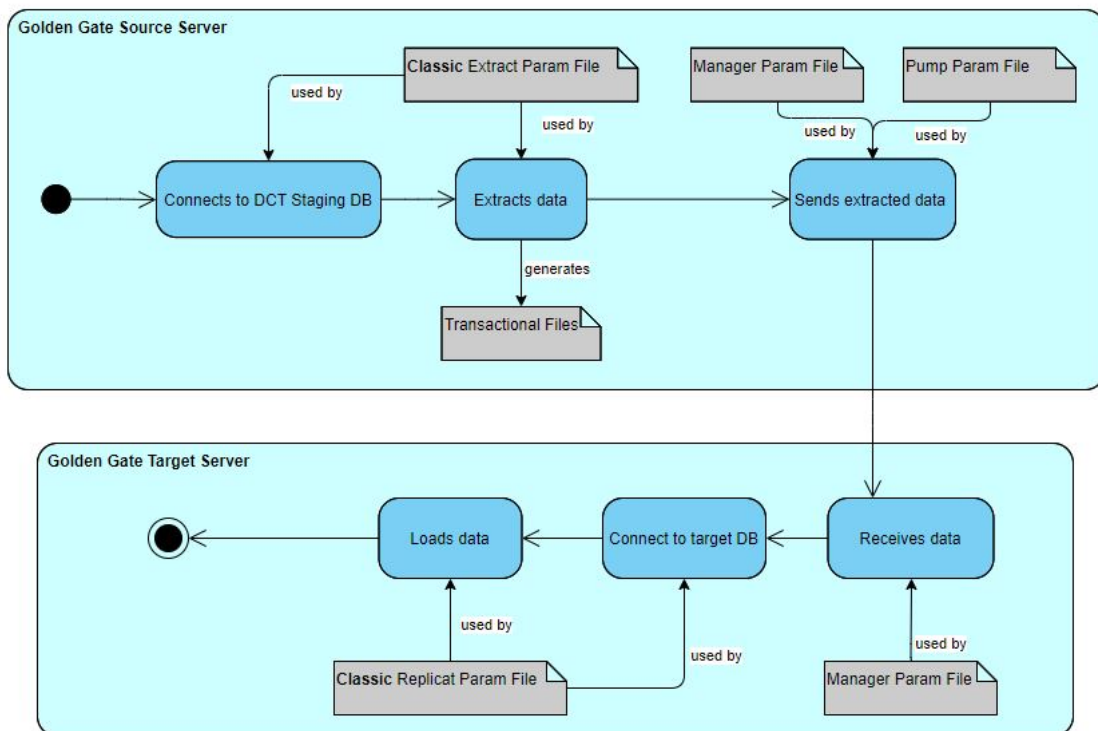 Golden Gate Source Server
Classic Extract Param File
Manager Param File
Pump Param File
used by
used by
used by
used by
Connects to DCT Staging DB
Extracts data
Sends extracted data
generates
Transactional Files
Golden Gate Target Server
Loads data
Connect to target DB
Receives data
used by
used by
used by
Classic Replicat Param File
Manager Param File